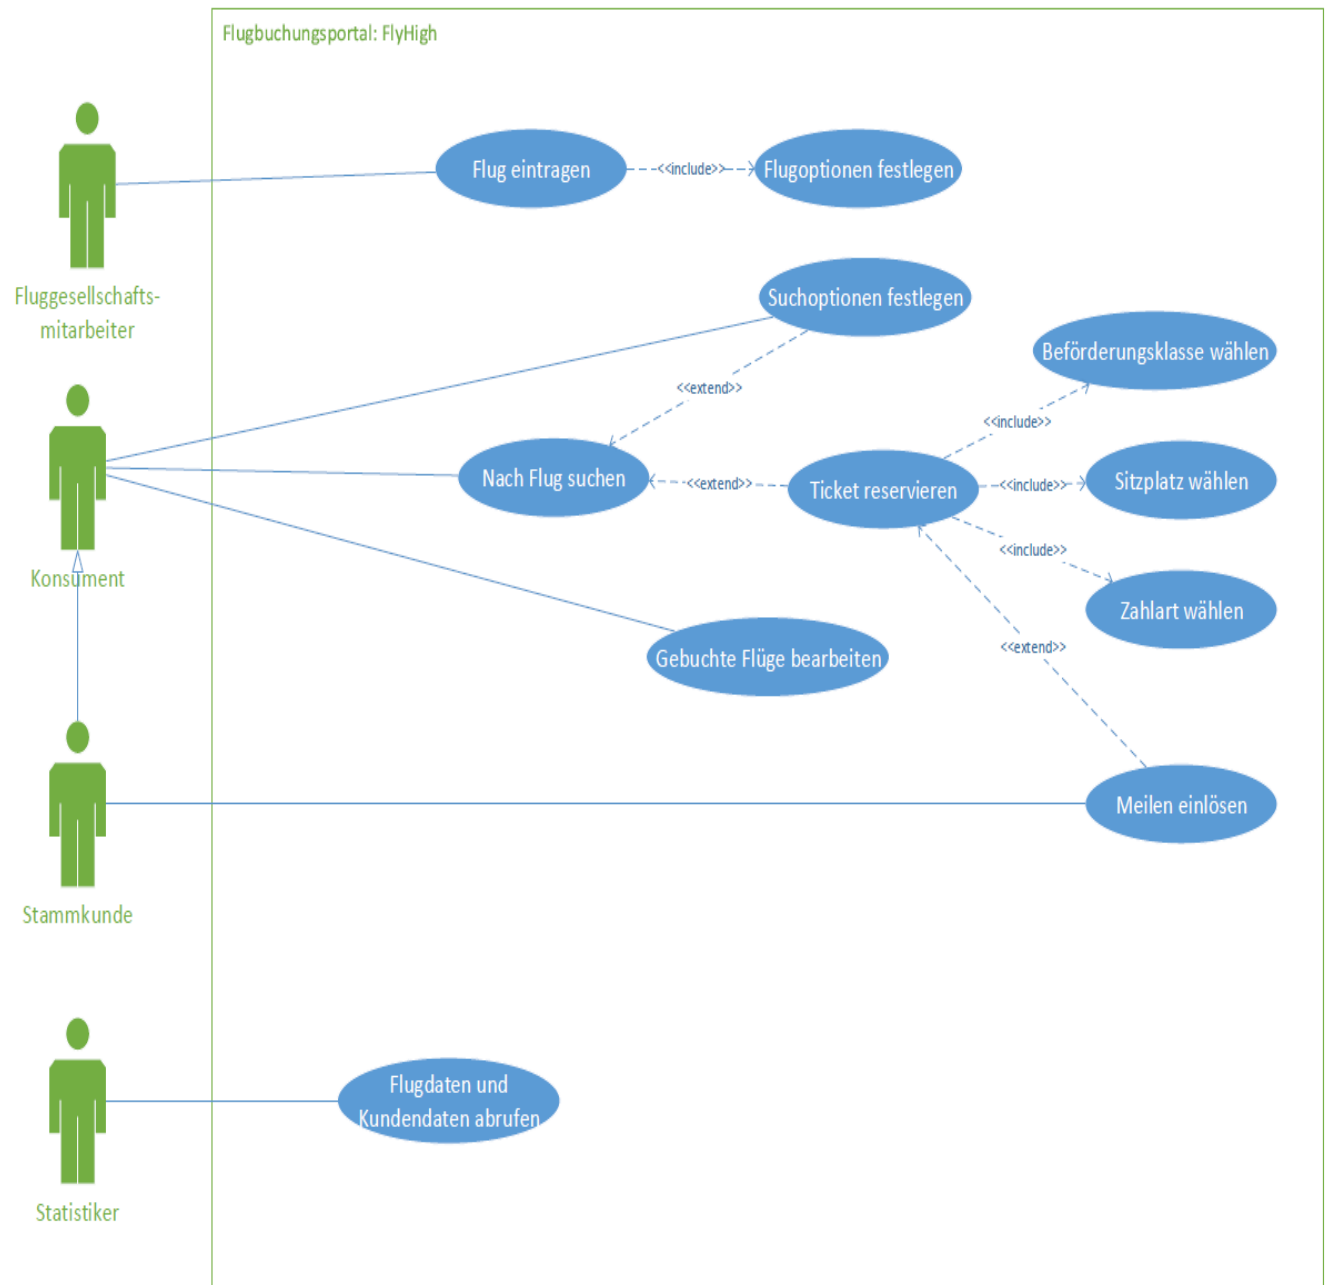 Flugbuchungsportal: FlyHigh
Flug eintragen
<<include>>
Flugoptionen festlegen
Fluggesellschafts-
mitarbeiter
Suchoptionen festlegen
Beförderungsklasse wählen
<<extend>>
<<include>>
Nach Flug suchen
<<extend>>
Ticket reservieren
<<include>>
Sitzplatz wählen
<<include>>
Konsument
Zahlart wählen
<<extend>>
Gebuchte Flüge bearbeiten
Meilen einlösen
Stammkunde
Flugdaten und
Kundendaten abrufen
Statistiker